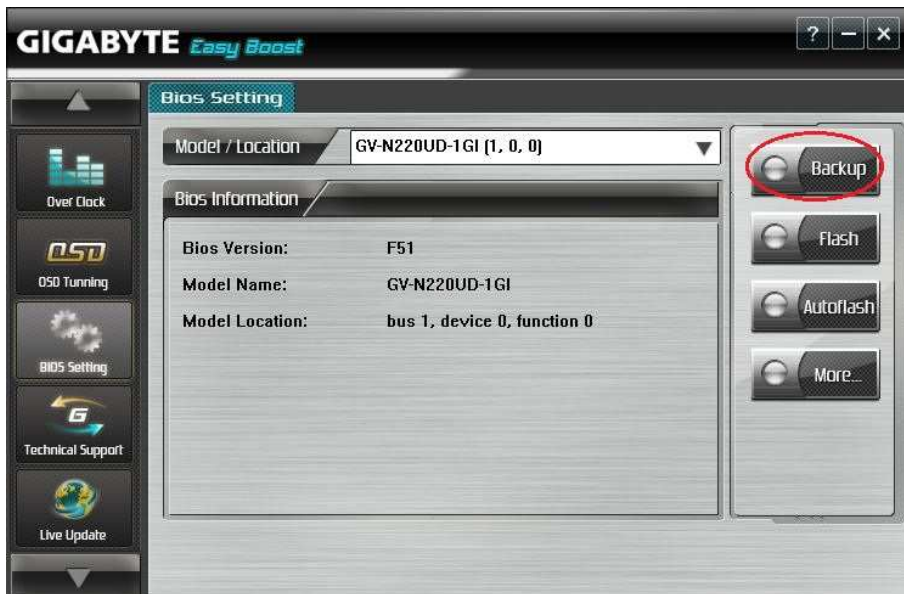 GIGABYTE Easy Boost
? – ×
Bios Setting
Model / Location GV-N220UD-1GI (1, 0, 0)
Bios Information
Bios Version: F51
Model Name: GV-N220UD-1GI
Model Location: bus 1, device 0, function 0
Over Clock
OSD
OSD Tunning
BIOS Setting
G
Technical Support
Live Update
Backup
Flash
Autoflash
More...